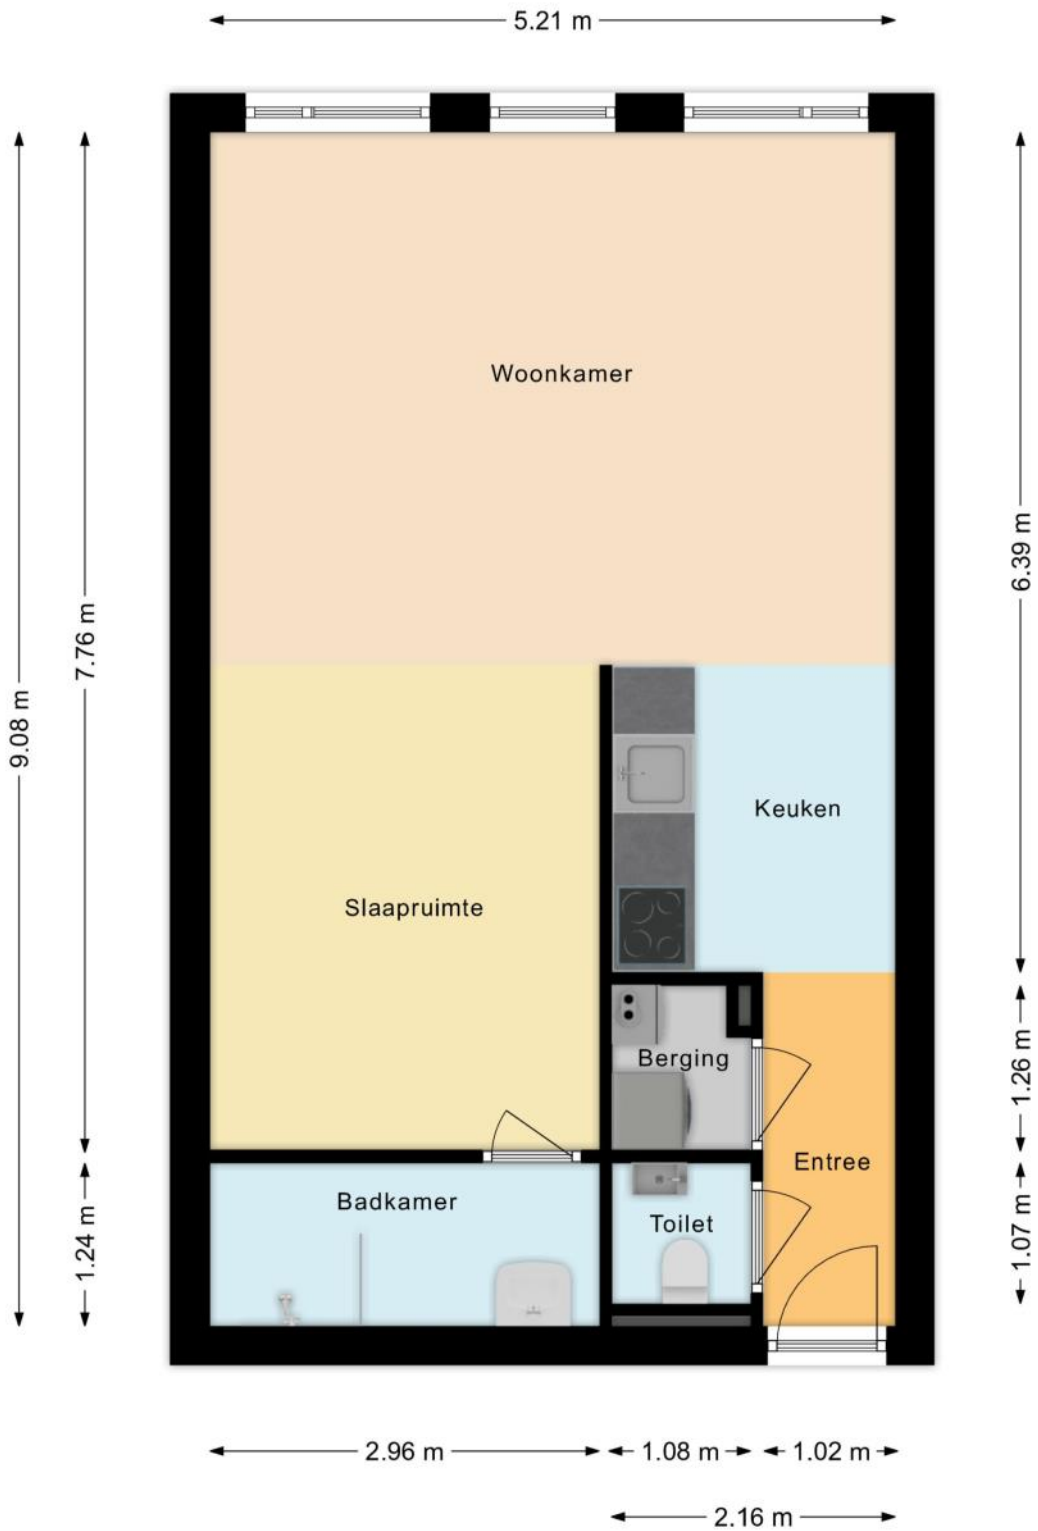 5.21 m
Woonkamer
6.39 m
7.76 m
9.08 m
Keuken
Slaapruimte
Berging
1.26 m
Entree
Badkamer
Toilet
1.24 m
1.07 m
2.96 m
1.08 m
1.02 m
2.16 m